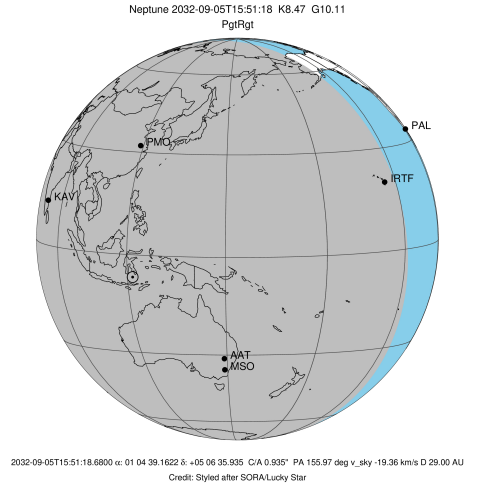 Neptune 2032-09-05T15:51:18 K8.47 G10.11
PgtRgt
PAL
PMO
IRTF
KAV
AAT
MSO
2032-09-05T15:51:18.6800 α: 01 04 39.1622 δ: +05 06 35.935 C/A 0.935" PA 155.97 deg v_sky -19.36 km/s D 29.00 AU
Credit: Styled after SORA/Lucky Star